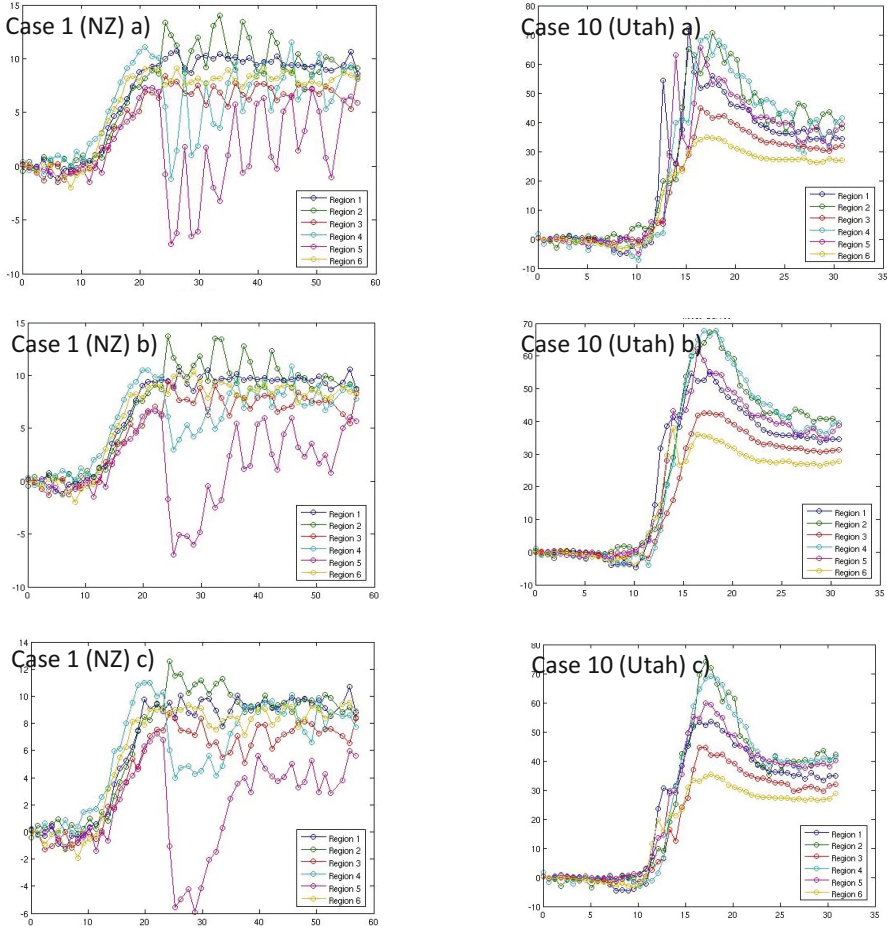 Case 1 (NZ) a)
15
10
5
0
-5
-10
0 10 20 30 40 50 60
Region 1
Region 2
Region 3
Region 4
Region 5
Region 6
Case 10 (Utah) a)
80
70
60
50
40
30
20
10
0
-10
0 5 10 15 20 25 30 35
Region 1
Region 2
Region 3
Region 4
Region 5
Region 6
Case 1 (NZ) b)
15
10
5
0
-5
-10
0 10 20 30 40 50 60
Region 1
Region 2
Region 3
Region 4
Region 5
Region 6
Case 10 (Utah) b)
70
60
50
40
30
20
10
0
-10
0 5 10 15 20 25 30 35
Region 1
Region 2
Region 3
Region 4
Region 5
Region 6
Case 1 (NZ) c)
14
12
10
8
6
4
2
0
-2
-4
-6
0 10 20 30 40 50 60
Region 1
Region 2
Region 3
Region 4
Region 5
Region 6
Case 10 (Utah) c)
80
70
60
50
40
30
20
10
0
-10
0 5 10 15 20 25 30 35
Region 1
Region 2
Region 3
Region 4
Region 5
Region 6